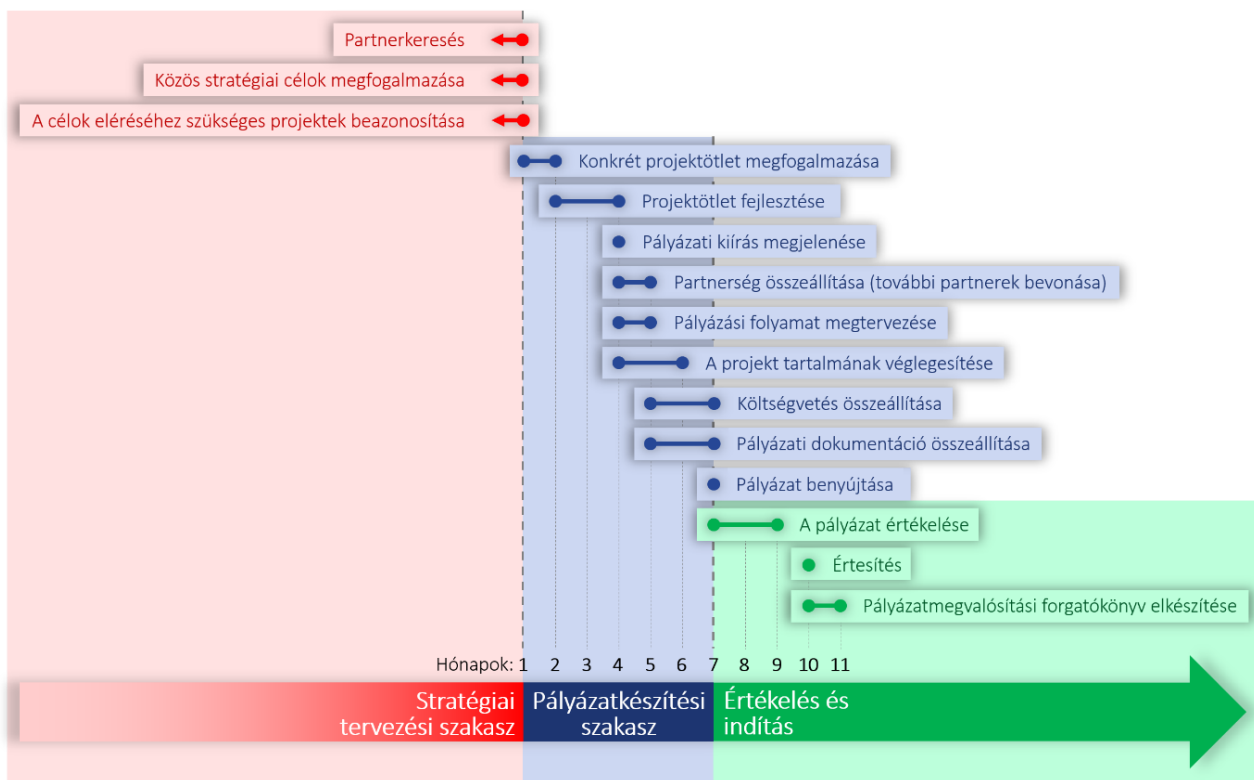 Partnerkeresés
Közös stratégiai célok megfogalmazása
A célok eléréséhez szükséges projektek beazonosítása
Konkrét projektötlet megfogalmazása
Projektötlet fejlesztése
Pályázati kiírás megjelenése
Partnerség összeállítása (további partnerek bevonása)
Pályázási folyamat megtervezése
A projekt tartalmának véglegesítése
Költségvetés összeállítása
Pályázati dokumentáció összeállítása
Pályázat benyújtása
A pályázat értékelése
Értesítés
Pályázatmegvalósítási forgatókönyv elkészítése
Hónapok: 1 2 3 4 5 6 7 8 9 10 11
Stratégiai
tervezési szakasz
Pályázatkészítési
szakasz
Értékelés és
indítás